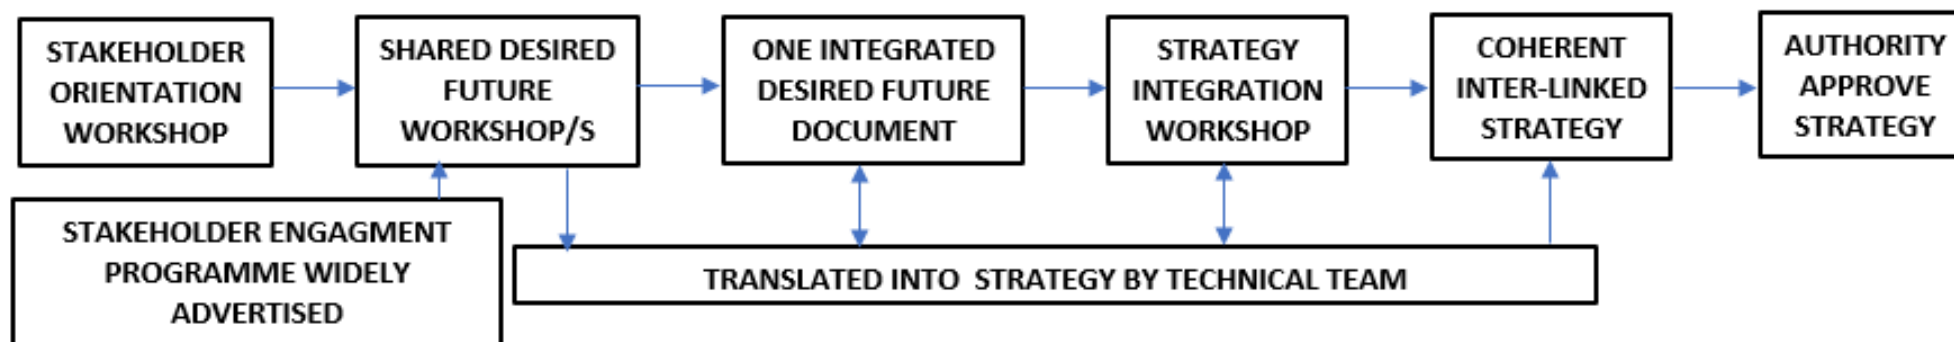 STAKEHOLDER
ORIENTATION
WORKSHOP
SHARED DESIRED
FUTURE
WORKSHOP/S
ONE INTEGRATED
DESIRED FUTURE
DOCUMENT
STRATEGY
INTEGRATION
WORKSHOP
COHERENT
INTER-LINKED
STRATEGY
AUTHORITY
APPROVE
STRATEGY
STAKEHOLDER ENGAGMENT
PROGRAMME WIDELY
ADVERTISED
TRANSLATED INTO STRATEGY BY TECHNICAL TEAM